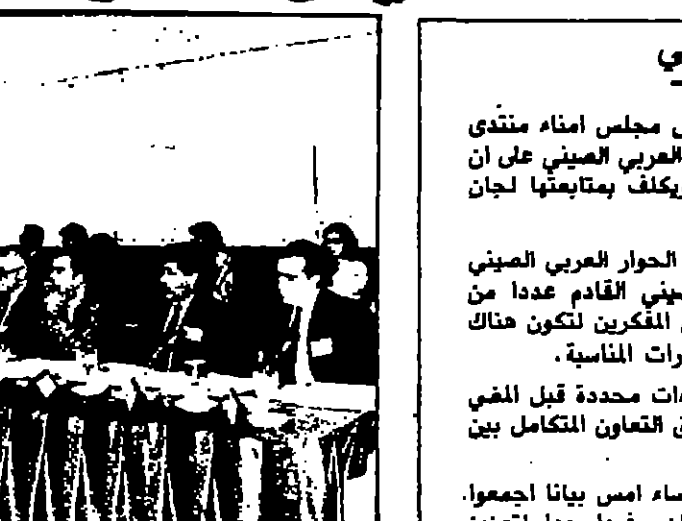 ي
مجلس امناء منتدى
العربي الصيني على ان
ويكلف بمتابعتها لجان
الحوار العربي الصيني
صيني القادم عددا من
المفكرين لتكون هناك
رات المناسبة.
ات محددة قبل المضي
ق التعاون المتكامل بين
ساء امس بيانا اجمعوا.